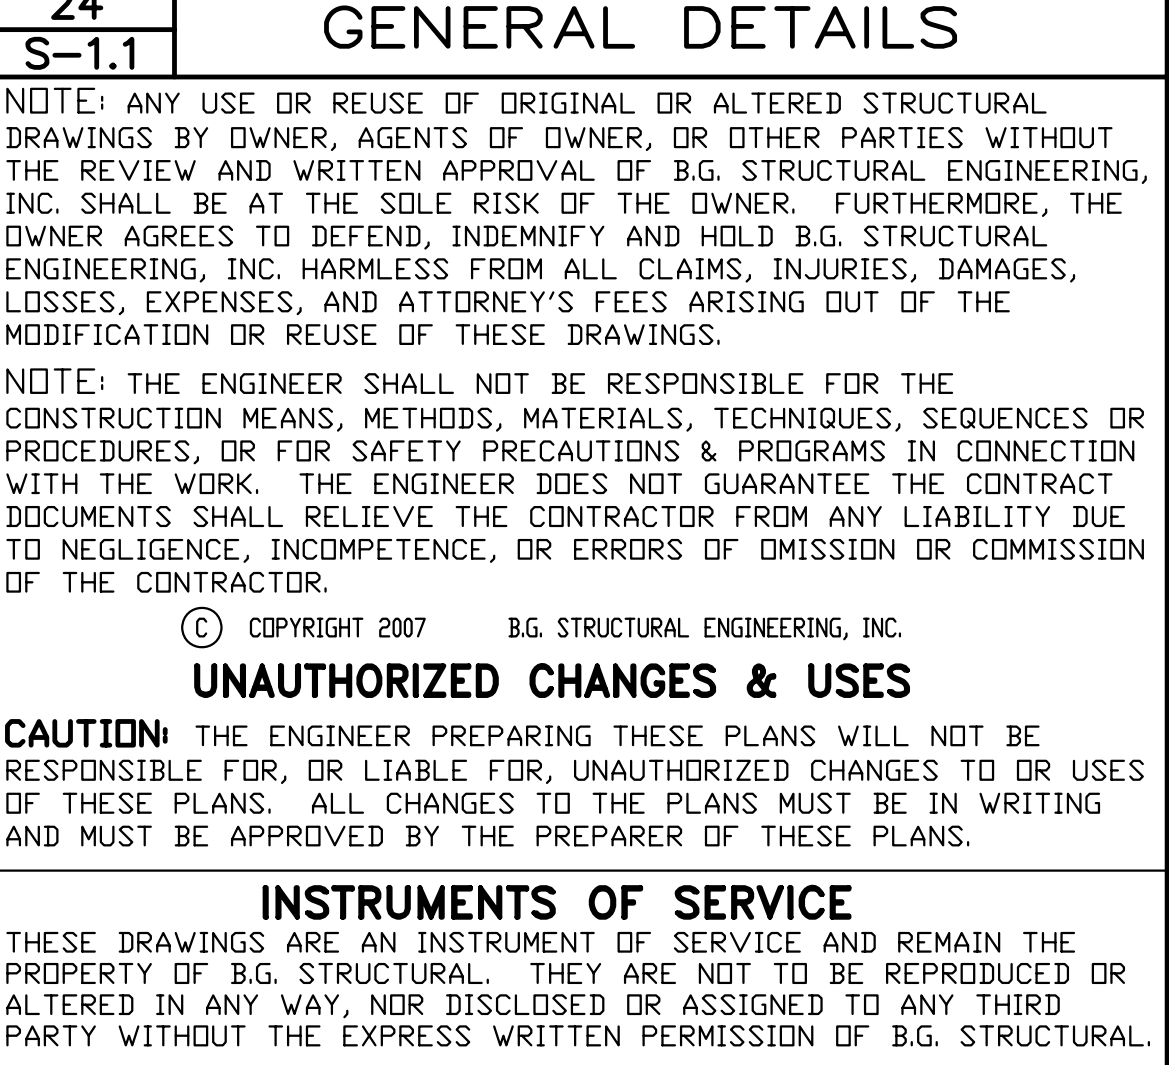 24
GENERAL DETAILS
S-1.1
NOTE: ANY USE OR REUSE OF ORIGINAL OR ALTERED STRUCTURAL
DRAWINGS BY OWNER, AGENTS OF OWNER, OR OTHER PARTIES WITHOUT
THE REVIEW AND WRITTEN APPROVAL OF B.G. STRUCTURAL ENGINEERING,
INC. SHALL BE AT THE SOLE RISK OF THE OWNER. FURTHERMORE, THE
OWNER AGREES TO DEFEND, INDEMNIFY AND HOLD B.G. STRUCTURAL
ENGINEERING, INC. HARMLESS FROM ALL CLAIMS, INJURIES, DAMAGES,
LOSSES, EXPENSES, AND ATTORNEY'S FEES ARISING OUT OF THE
MODIFICATION OR REUSE OF THESE DRAWINGS.
NOTE: THE ENGINEER SHALL NOT BE RESPONSIBLE FOR THE
CONSTRUCTION MEANS, METHODS, MATERIALS, TECHNIQUES, SEQUENCES OR
PROCEDURES, OR FOR SAFETY PRECAUTIONS & PROGRAMS IN CONNECTION
WITH THE WORK. THE ENGINEER DOES NOT GUARANTEE THE CONTRACT
DOCUMENTS SHALL RELIEVE THE CONTRACTOR FROM ANY LIABILITY DUE
TO NEGLIGENCE, INCOMPETENCE, OR ERRORS OF OMISSION OR COMMISSION
OF THE CONTRACTOR.
© COPYRIGHT 2007 B.G. STRUCTURAL ENGINEERING, INC.
UNAUTHORIZED CHANGES & USES
CAUTION: THE ENGINEER PREPARING THESE PLANS WILL NOT BE
RESPONSIBLE FOR, OR LIABLE FOR, UNAUTHORIZED CHANGES TO OR USES
OF THESE PLANS. ALL CHANGES TO THE PLANS MUST BE IN WRITING
AND MUST BE APPROVED BY THE PREPARER OF THESE PLANS.
INSTRUMENTS OF SERVICE
THESE DRAWINGS ARE AN INSTRUMENT OF SERVICE AND REMAIN THE
PROPERTY OF B.G. STRUCTURAL. THEY ARE NOT TO BE REPRODUCED OR
ALTERED IN ANY WAY, NOR DISCLOSED OR ASSIGNED TO ANY THIRD
PARTY WITHOUT THE EXPRESS WRITTEN PERMISSION OF B.G. STRUCTURAL.